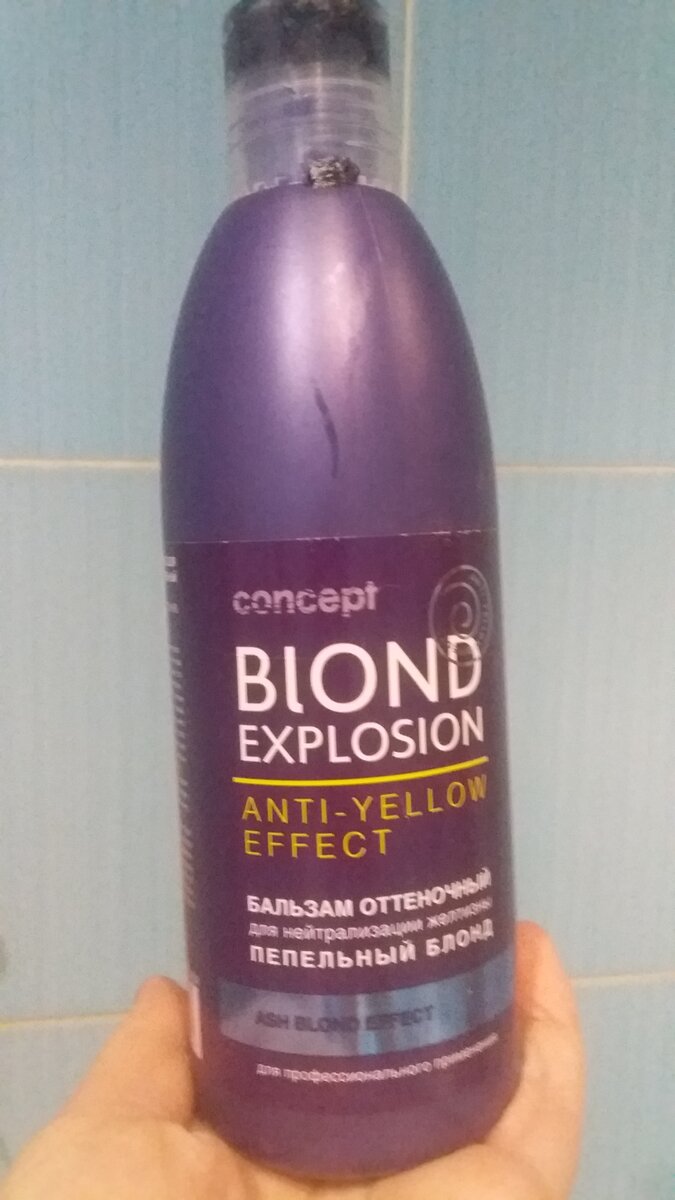 concept
BlOND
EXPLOSION
ANTI-YELLOW
EFFECT
БАЛЬЗАМ ОТТЕНОЧНЫЙ
для нейтрализации желтизны
ПЕПЕЛЬНЫЙ БЛОНД
ASH BLOND EFFECT
для профессионального применения